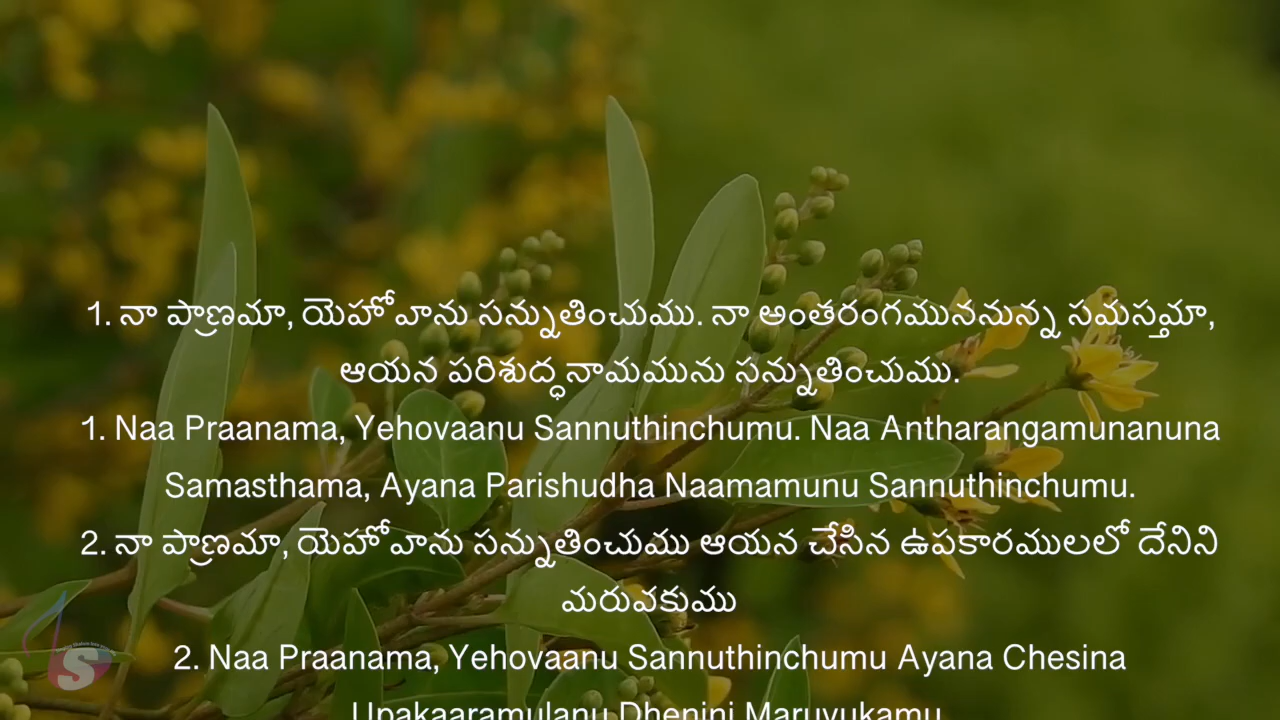 1. నా ప్రాణమా, యెహోవాను సన్నుతించుము. నా అంతరంగముననున్న సమస్తమా,
ఆయన పరిశుద్ధనామమును సన్నుతించుము.
1. Naa Praanama, Yehovaanu Sannuthinchumu. Naa Antharangamunanuna
Samasthama, Ayana Parishudha Naamamunu Sannuthinchumu.
2. నా ప్రాణమా, యెహోవాను సన్నుతించుము ఆయన చేసిన ఉపకారములలో దేనిని
మరువకుము
2. Naa Praanama, Yehovaanu Sannuthinchumu Ayana Chesina
Upakaaramulanu Dhenini Maruvukamu
S